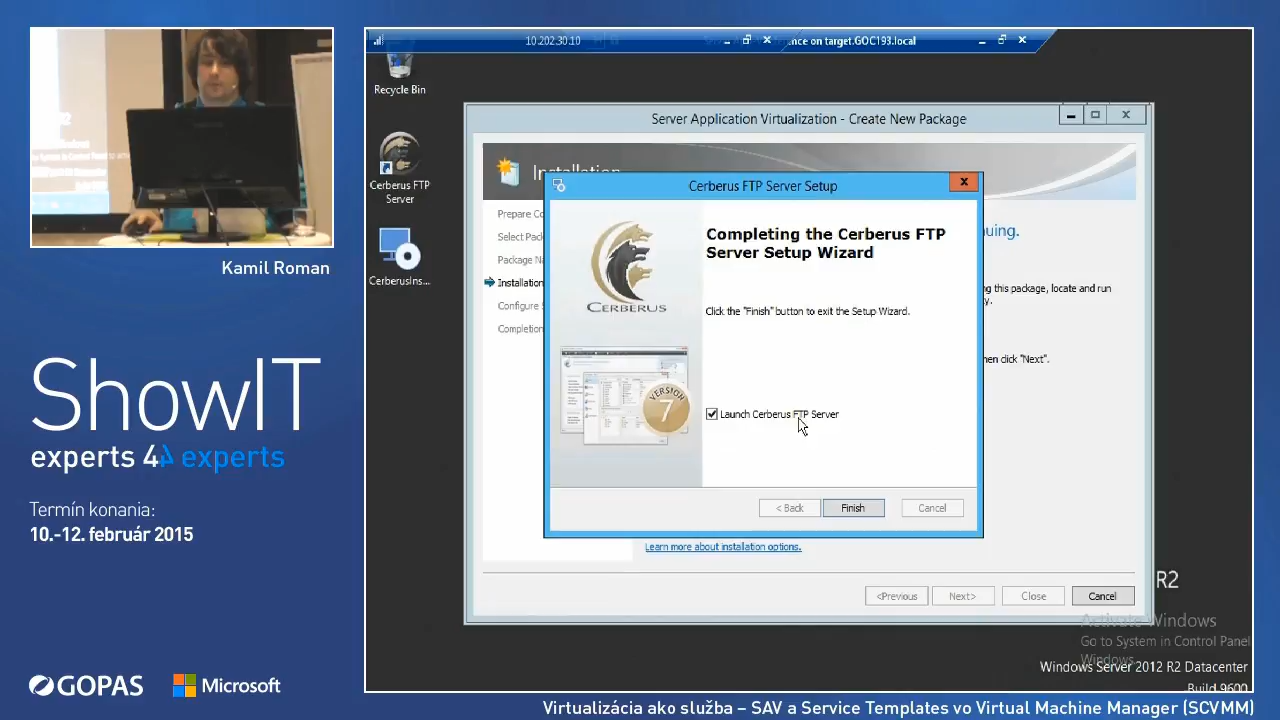 Kamil Roman
ShowIT
experts 4 experts
Termín konania:
10.-12. február 2015
GOPAS
Microsoft
10.202.30.10
nce on target.GOC193.local
Recycle Bin
Cerberus FTP
Server
CerberusIns...
Server Application Virtualization - Create New Package
Installation
Prepare Co
Select Pack
Package Na
Installation
Configure S
Completion
nuing.
ng this package, locate and run
y.
hen click "Next".
Cerberus FTP Server Setup
CERBERUS
VERSION
7
Completing the Cerberus FTP
Server Setup Wizard
Click the "Finish" button to exit the Setup Wizard.
Launch Cerberus FTP Server
< Back
Finish
Cancel
Learn more about installation options.
<Previous
Next>
Close
Cancel
R2
Activate Windows
Go to System in Control Panel
Windows.
Windows Server 2012 R2 Datacenter
Build 9600
Virtualizácia ako služba – SAV a Service Templates vo Virtual Machine Manager (SCVMM)